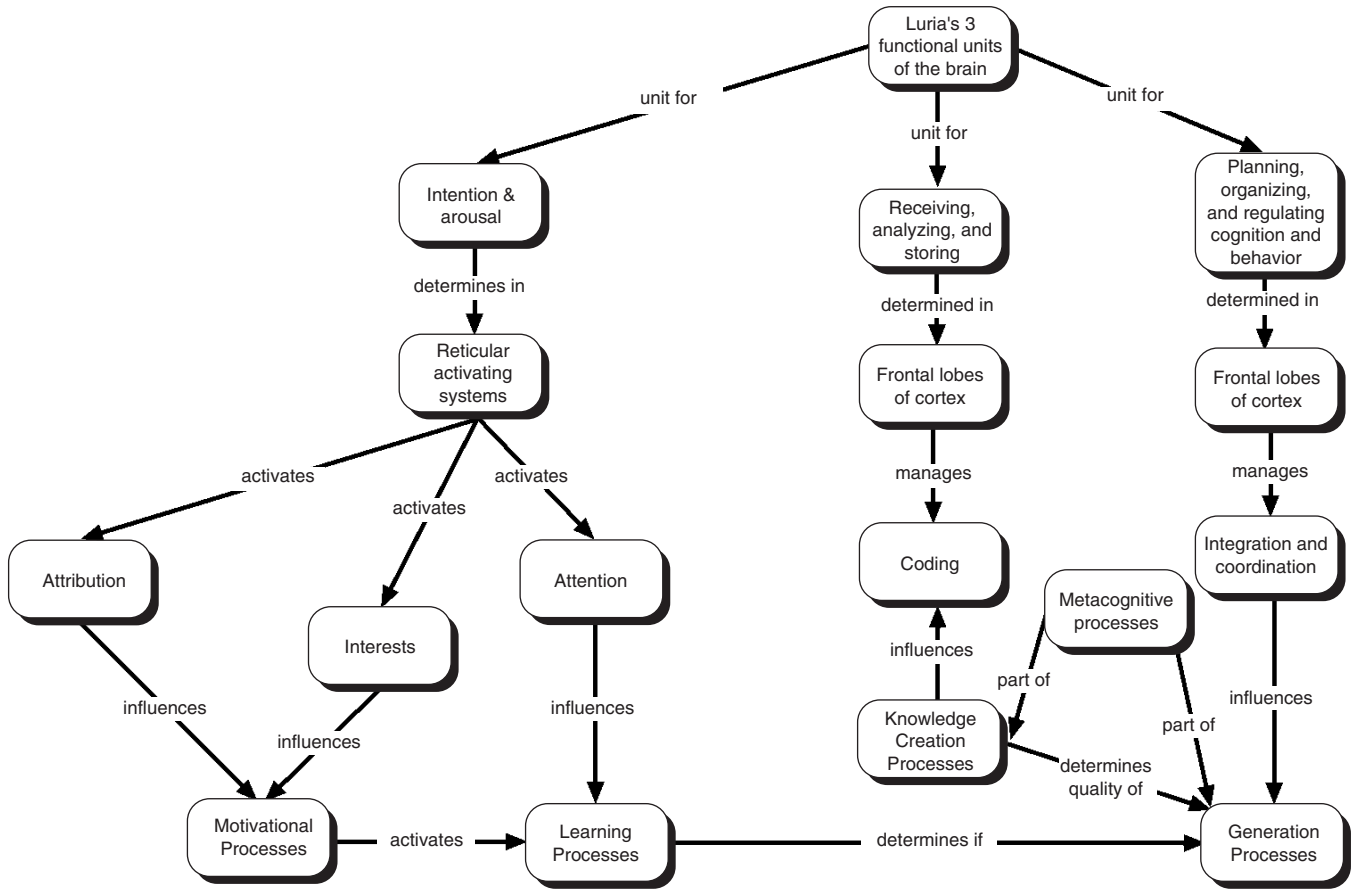 Luria's 3
functional units
of the brain
unit for
unit for
unit for
Intention &
arousal
Receiving,
analyzing, and
storing
Planning,
organizing,
and regulating
cognition and
behavior
determines in
determined in
determined in
Reticular
activating
systems
Frontal lobes
of cortex
Frontal lobes
of cortex
activates
activates
activates
manages
manages
Attribution
Interests
Attention
Coding
Integration and
coordination
Metacognitive
processes
influences
influences
influences
influences
part of
part of
influences
Knowledge
Creation
Processes
determines
quality of
Motivational
Processes
activates
Learning
Processes
determines if
Generation
Processes